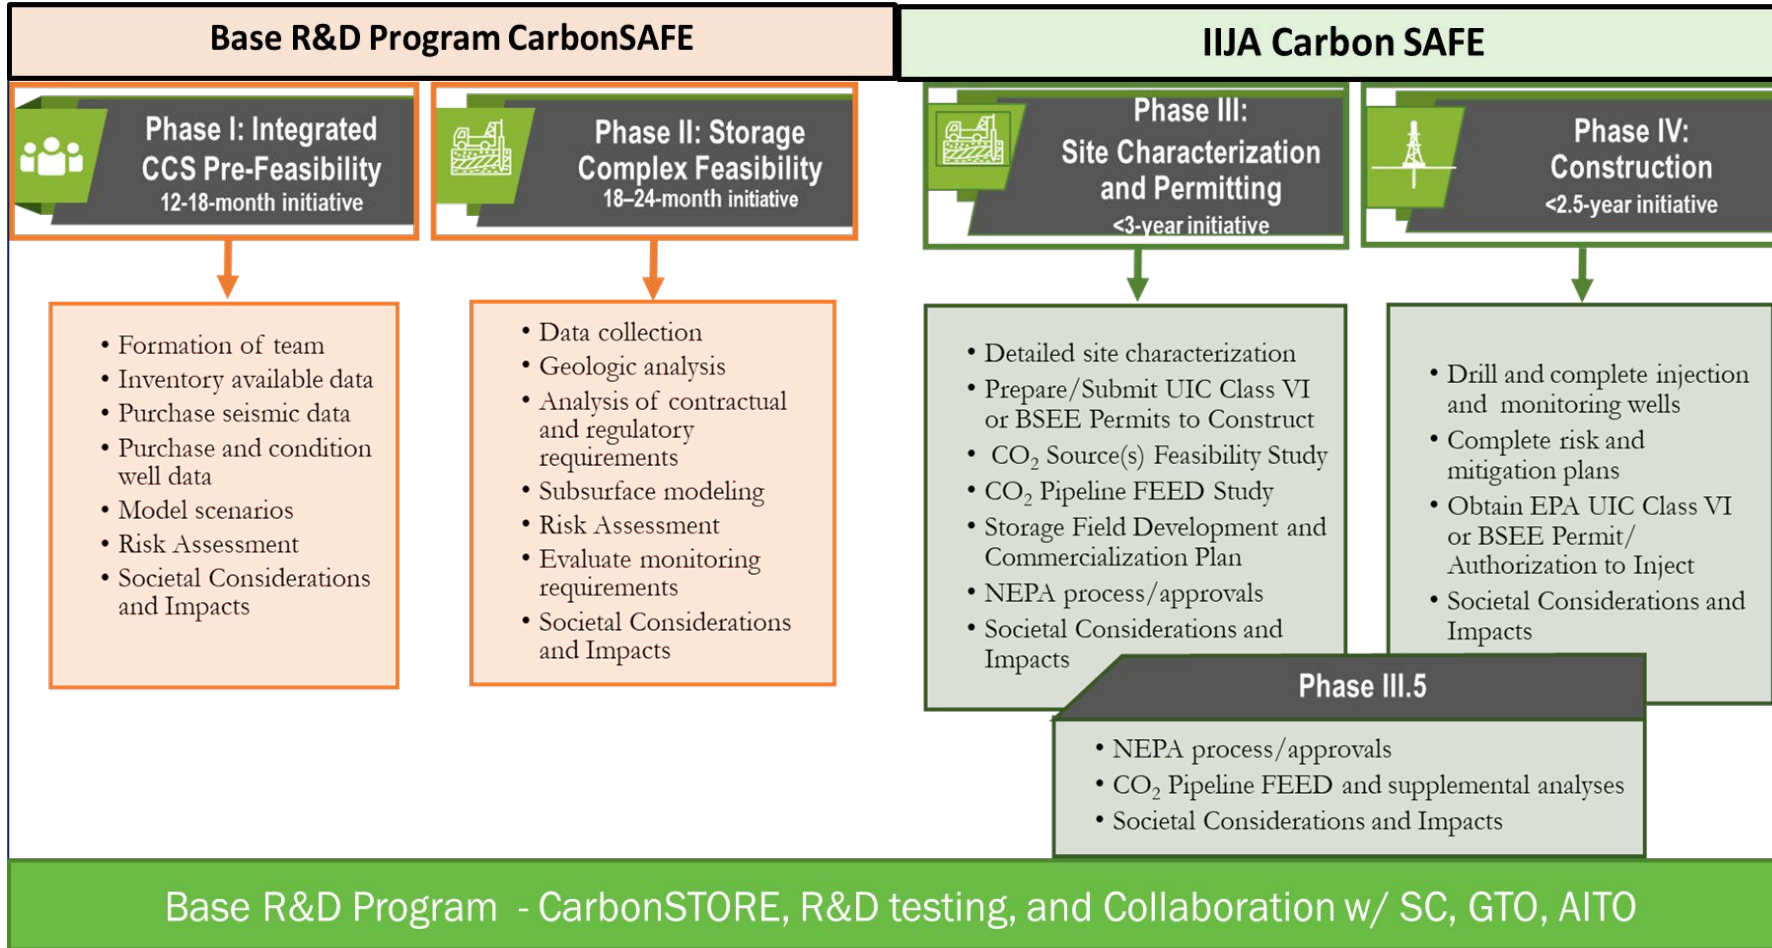 Base R&D Program CarbonSAFE
IIJA Carbon SAFE
Phase I: Integrated
CCS Pre-Feasibility
12-18-month initiative
Phase II: Storage
Complex Feasibility
18–24-month initiative
Phase III:
Site Characterization
and Permitting
<3-year initiative
Phase IV:
Construction
<2.5-year initiative
• Formation of team
• Inventory available data
• Purchase seismic data
• Purchase and condition
well data
• Model scenarios
• Risk Assessment
• Societal Considerations
and Impacts
• Data collection
• Geologic analysis
• Analysis of contractual
and regulatory
requirements
• Subsurface modeling
• Risk Assessment
• Evaluate monitoring
requirements
• Societal Considerations
and Impacts
• Detailed site characterization
• Prepare/Submit UIC Class VI
or BSEE Permits to Construct
• CO₂ Source(s) Feasibility Study
• CO₂ Pipeline FEED Study
• Storage Field Development and
Commercialization Plan
• NEPA process/approvals
• Societal Considerations and
Impacts
• Drill and complete injection
and monitoring wells
• Complete risk and
mitigation plans
• Obtain EPA UIC Class VI
or BSEE Permit/
Authorization to Inject
• Societal Considerations and
Impacts
Phase III.5
• NEPA process/approvals
• CO₂ Pipeline FEED and supplemental analyses
• Societal Considerations and Impacts
Base R&D Program - CarbonSTORE, R&D testing, and Collaboration w/ SC, GTO, AITO